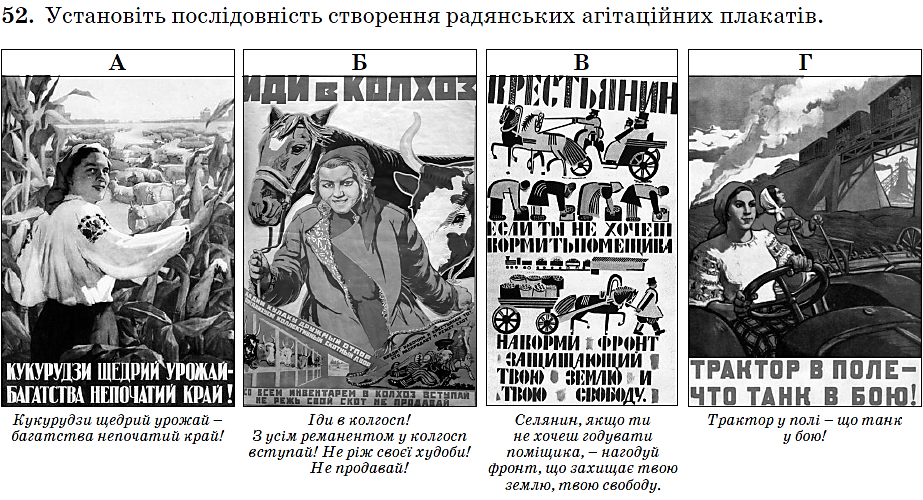 52. Установіть послідовність створення радянських агітаційних плакатів.
А
Б
В
Г
КУКУРУДЗИ ЩЕДРИЙ УРОЖАЙ-
БАГАТСТВА НЕПОЧАТИЙ КРАЙ!
ИДИ В КОЛХОЗ
СО ВСЕМ ИНВЕНТАРЕМ В КОЛХОЗ ВСТУПАЙ
НЕ РЕЖЬ СВОЙ СКОТ НЕ ПРОДАВАЙ
КРЕСТЬЯНИН
ЕСЛИ ТЫ НЕ ХОЧЕШ
КОРМИТЬ ПОМЕЩИКА
НАКОРМИ ФРОНТ
ЗАЩИЩАЮЩИЙ
ТВОЮ ЗЕМЛЮ И
ТВОЮ СВОБОДУ.
ТРАКТОР В ПОЛЕ-
ЧТО ТАНК В БОЮ!
Кукурудзи щедрий урожай –
багатства непочатий край!
Іди в колгосп!
З усім реманентом у колгосп
вступай! Не ріж своєї худоби!
Не продавай!
Селянин, якщо ти
не хочеш годувати
поміщика, – нагодуй
фронт, що захищає твою
землю, твою свободу.
Трактор у полі – що танк
у бою!